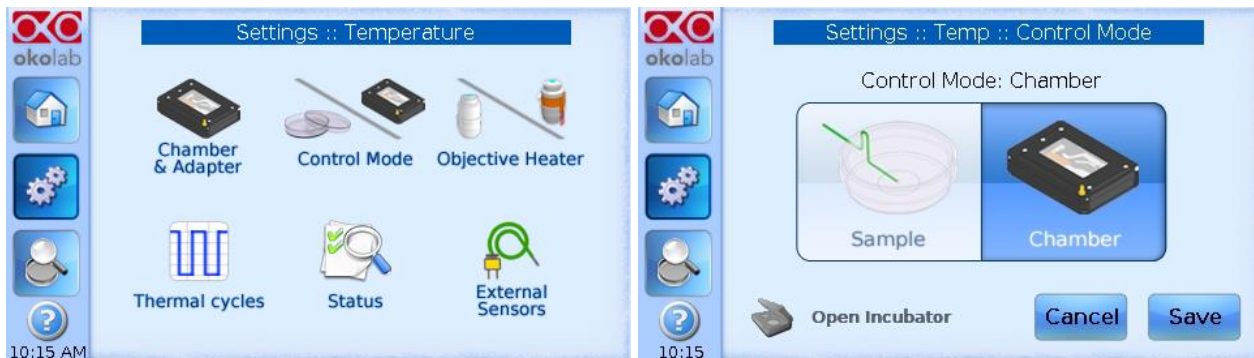 okolab
Settings :: Temperature
Chamber
& Adapter
Control Mode
Objective Heater
Thermal cycles
Status
External
Sensors
?
10:15 AM
okolab
Settings :: Temp :: Control Mode
Control Mode: Chamber
Sample
Chamber
Open Incubator
Cancel
Save
?
10:15